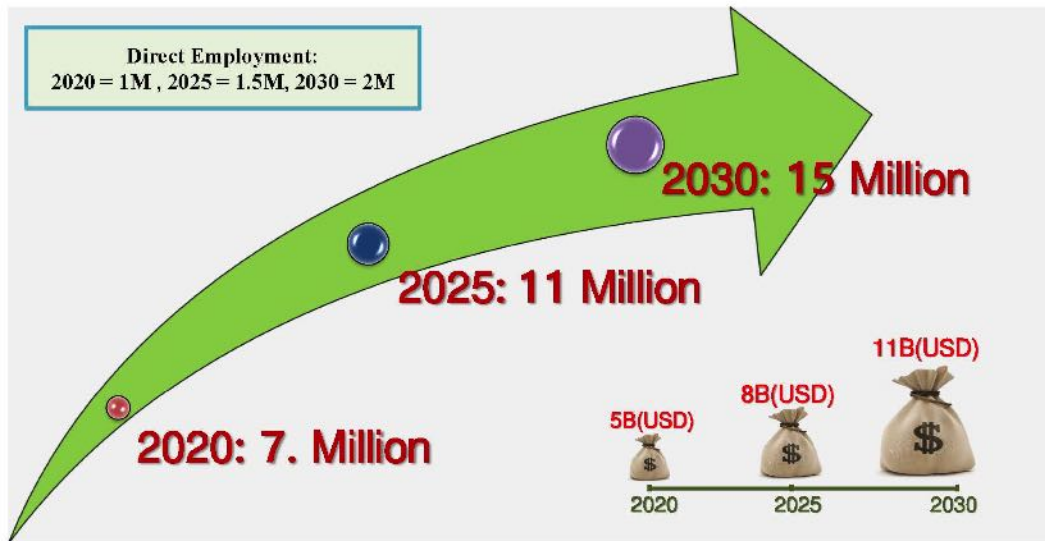 Direct Employment:
2020 = 1M , 2025 = 1.5M, 2030 = 2M
2030: 15 Million
2025: 11 Million
2020: 7. Million
11B(USD)
8B(USD)
5B(USD)
$
$
$
2020
2025
2030